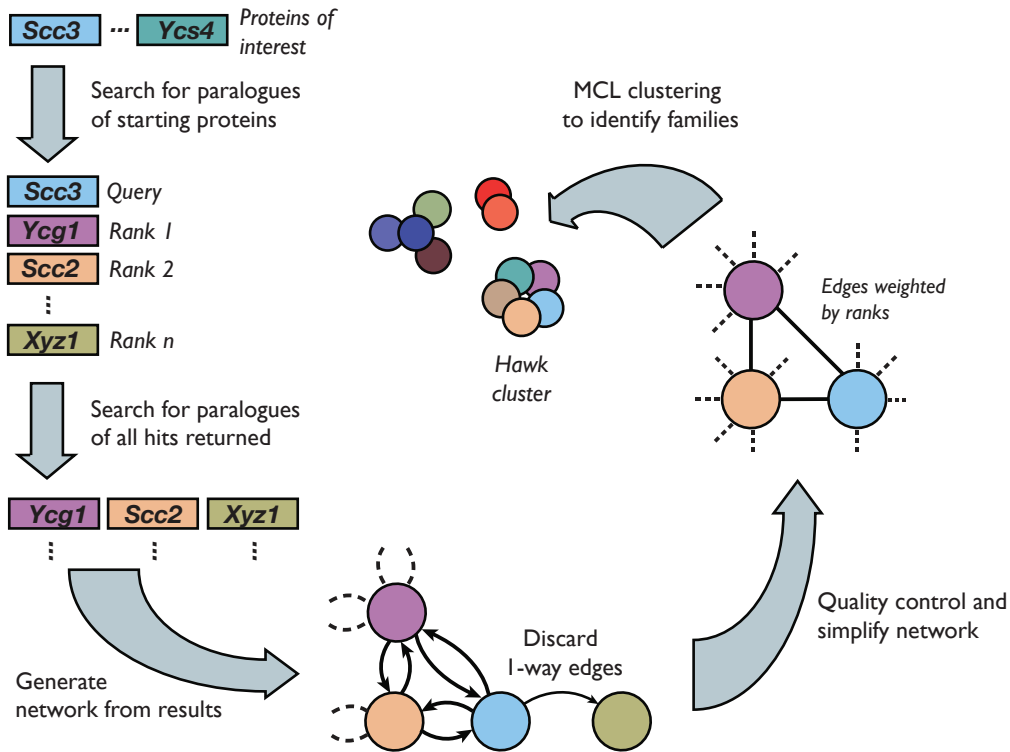 Scc3 ... Ycs4 Proteins of
interest
Search for paralogues
of starting proteins
Scc3 Query
Ycg1 Rank 1
Scc2 Rank 2
...
Xyz1 Rank n
Search for paralogues
of all hits returned
Ycg1 Scc2 Xyz1
... ... ...
Generate
network from results
Discard
1-way edges
Quality control and
simplify network
Edges weighted
by ranks
MCL clustering
to identify families
Hawk
cluster